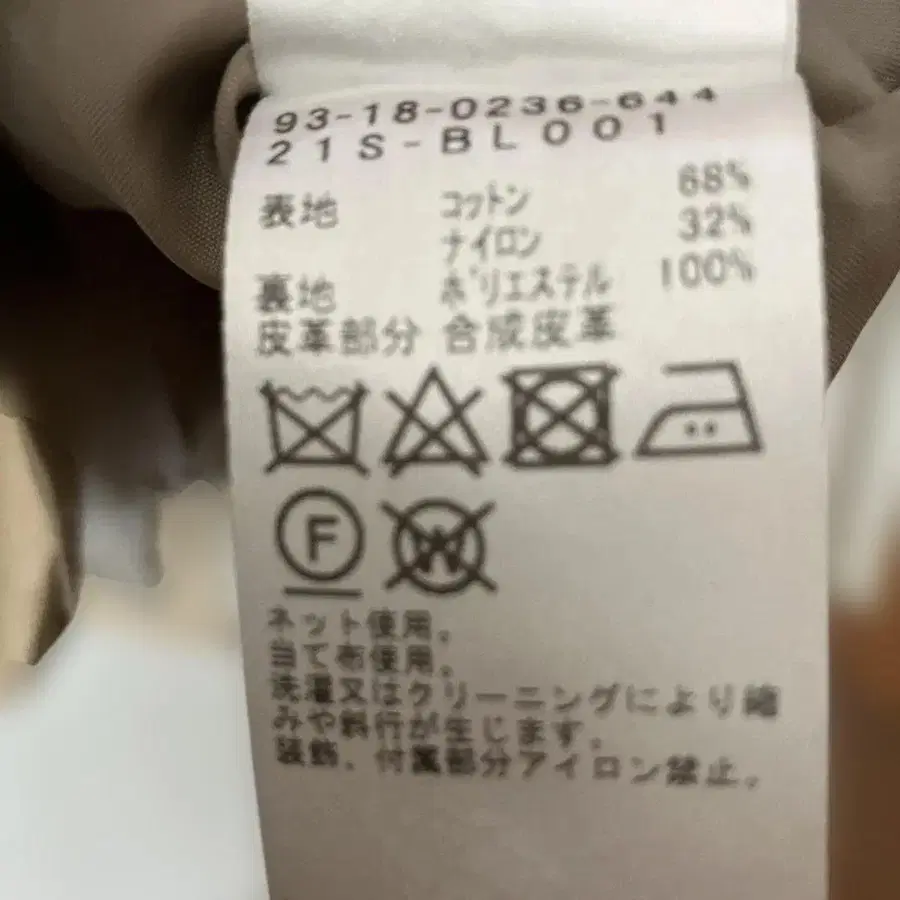 93-18-0236-644
21S-BL001
表地 コットン 68%
ナイロン 32%
裏地 ポリエステル 100%
皮革部分 合成皮革
F
W
ネット使用。
当て布使用。
洗濯又はクリーニングにより縮
みや斜行が生じます。
装飾、付属部分アイロン禁止。